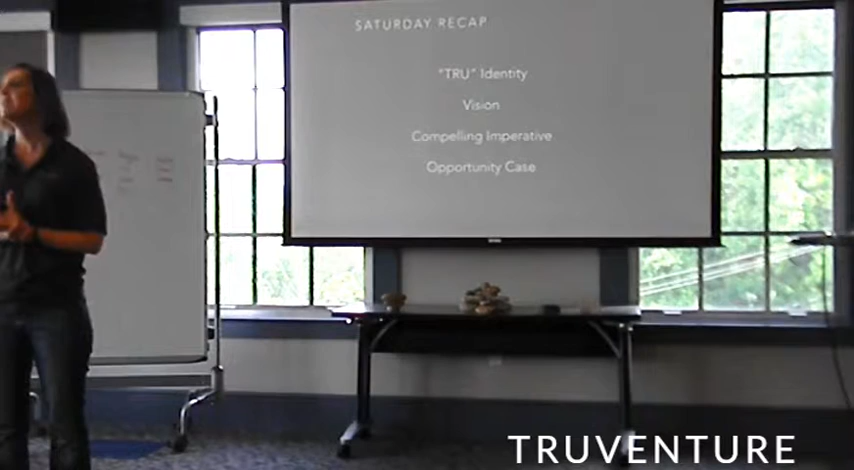 SATURDAY RECAP
"TRU" Identity
Vision
Compelling Imperative
Opportunity Case
TRUVENTURE